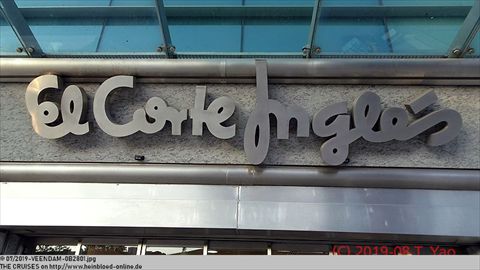 El Corte Inglés
(C) 2019-08 T. Yao
© 07/2019-VEENDAM-0B2801.jpg
THE CRUISES on http://www.heinbloed-online.de